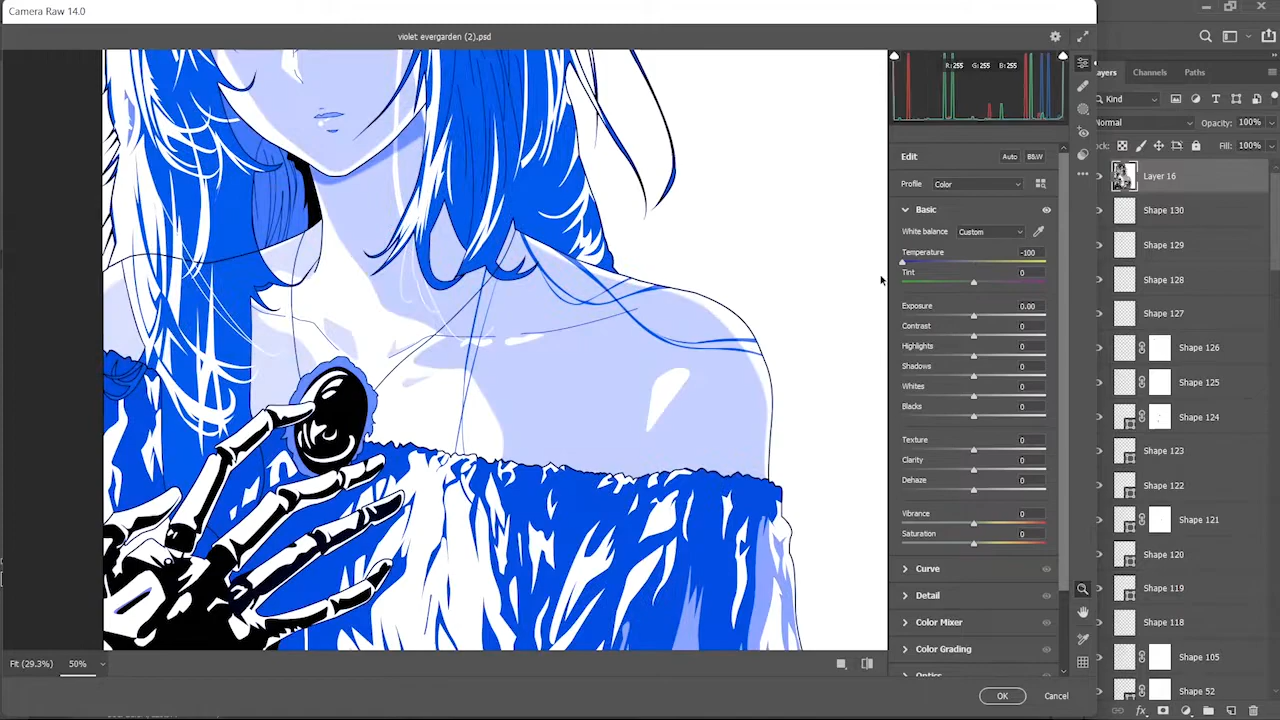 Camera Raw 14.0
violet evergarden (2).psd
R: 255 G: 255 B: 255
Edit
Auto
B&W
Profile
Color
Basic
White balance
Custom
Temperature
-100
Tint
0
Exposure
0.00
Contrast
0
Highlights
0
Shadows
0
Whites
0
Blacks
0
Texture
0
Clarity
0
Dehaze
0
Vibrance
0
Saturation
0
Curve
Detail
Color Mixer
Color Grading
Optics
Fit (29.3%)
50%
OK
Cancel
ayers
Channels
Paths
Kind
Normal
Opacity: 100%
ck:
Fill: 100%
Layer 16
Shape 130
Shape 129
Shape 128
Shape 127
Shape 126
Shape 125
Shape 124
Shape 123
Shape 122
Shape 121
Shape 120
Shape 119
Shape 118
Shape 105
Shape 52